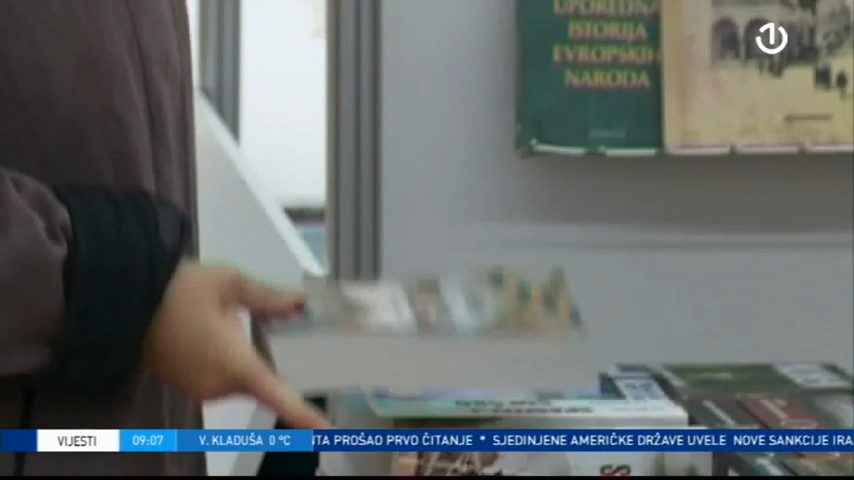 UPOREDNA
ISTORIJA
EVROPSKIH
NARODA
1
VIJESTI
09:07
V. KLADUŠA 0 °C
NTA PROŠAO PRVO ČITANJE * SJEDINJENE AMERIČKE DRŽAVE UVELE NOVE SANKCIJE IRA